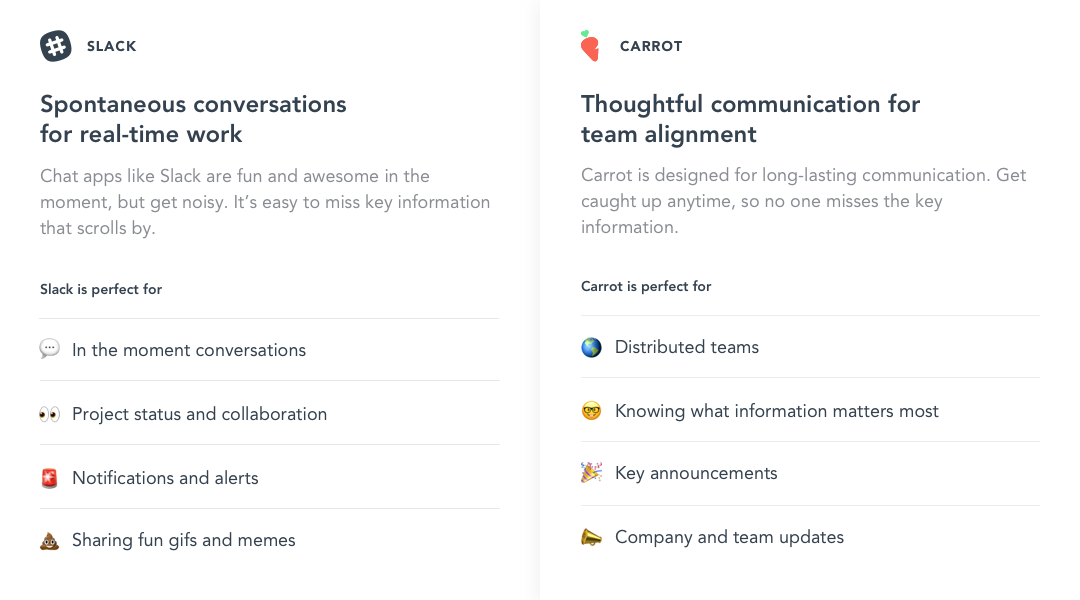 SLACK
Spontaneous conversations
for real-time work
Chat apps like Slack are fun and awesome in the
moment, but get noisy. It’s easy to miss key information
that scrolls by.
Slack is perfect for
In the moment conversations
Project status and collaboration
Notifications and alerts
Sharing fun gifs and memes
CARROT
Thoughtful communication for
team alignment
Carrot is designed for long-lasting communication. Get
caught up anytime, so no one misses the key
information.
Carrot is perfect for
Distributed teams
Knowing what information matters most
Key announcements
Company and team updates